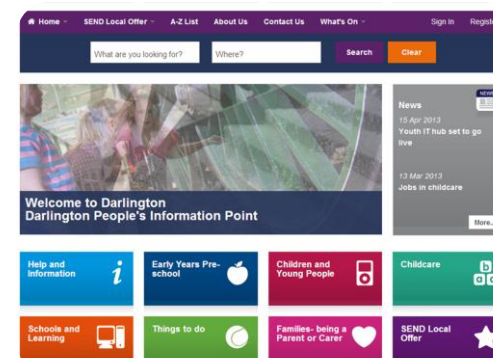 Home SEND Local Offer A-Z List About Us Contact Us What's On Sign In
What are you looking for? Where? Search Clear
News
15 Apr 2013
Youth IT hub set to go
live
13 Mar 2013
Jobs in childcare
More..
Welcome to Darlington
Darlington People's Information Point
Help and
Information
Early Years Pre-
school
Children and
Young People
Childcare
Schools and
Learning
Things to do
Families- being a
Parent or Carer
SEND Local
Offer